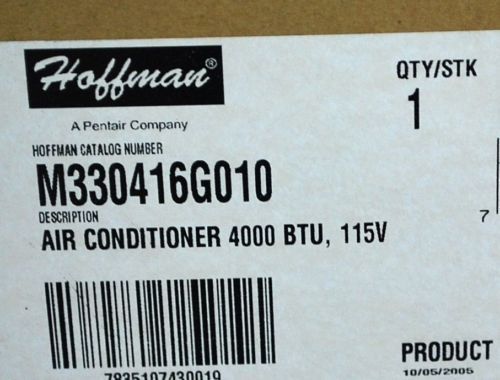 Hoffman®
QTY/STK
1
A Pentair Company
HOFFMAN CATALOG NUMBER
M330416G010
DESCRIPTION
AIR CONDITIONER 4000 BTU, 115V
7
PRODUCT
10/05/2005
7835107430019